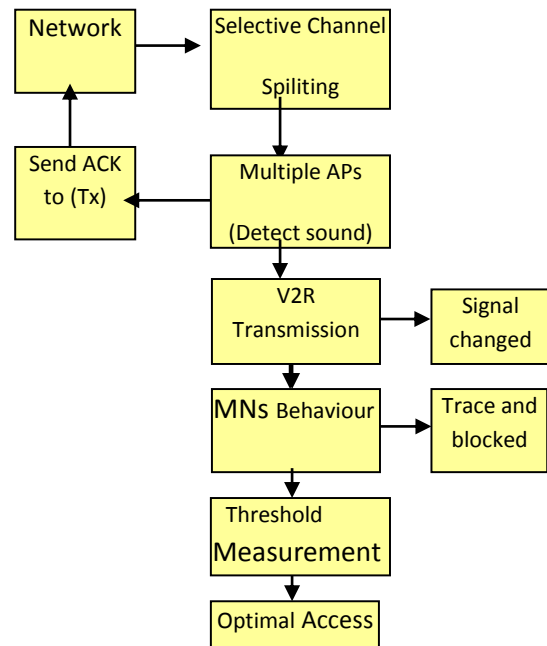 Network
Selective Channel
Spiliting
Send ACK
to (Tx)
Multiple APs
(Detect sound)
V2R
Transmission
Signal
changed
MNs Behaviour
Trace and
blocked
Threshold
Measurement
Optimal Access